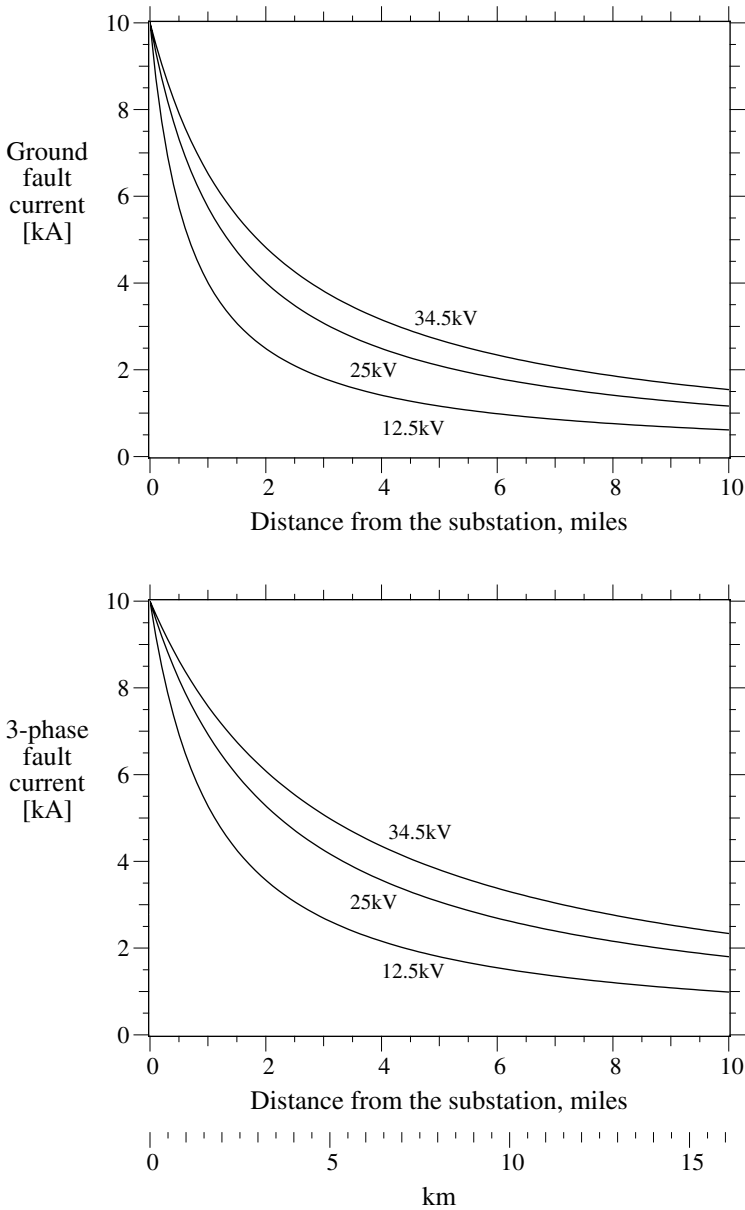 10
8
6
4
2
0
Ground
fault
current
[kA]
34.5kV
25kV
12.5kV
0 2 4 6 8 10
Distance from the substation, miles
10
8
6
4
2
0
3-phase
fault
current
[kA]
34.5kV
25kV
12.5kV
0 2 4 6 8 10
Distance from the substation, miles
0 5 10 15
km